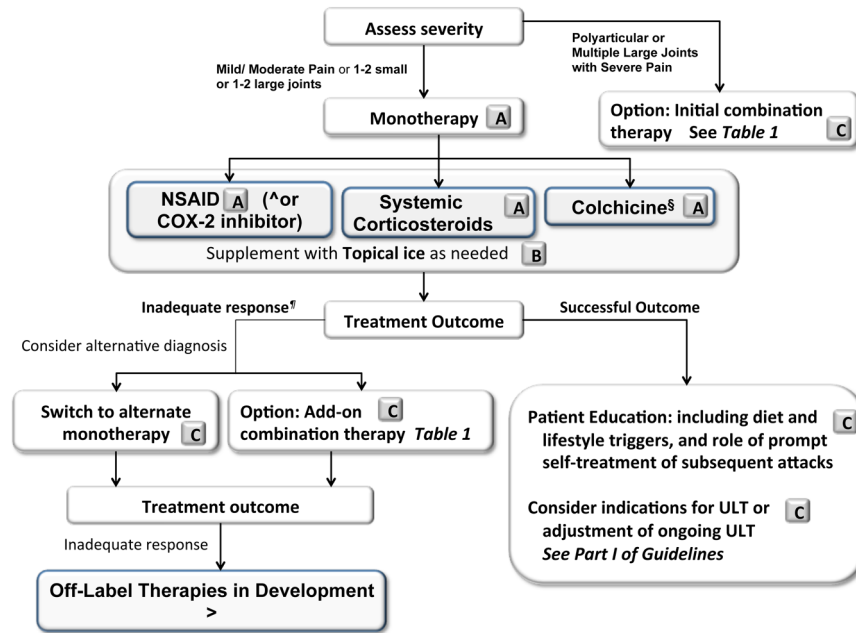 Assess severity
Polyarticular or
Multiple Large Joints
with Severe Pain
Mild/ Moderate Pain or 1-2 small
or 1-2 large joints
Monotherapy A
Option: Initial combination
therapy See Table 1 C
NSAID A (^or
COX-2 inhibitor)
Systemic
Corticosteroids A
Colchicine§ A
Supplement with Topical ice as needed B
Inadequate response¶
Treatment Outcome
Successful Outcome
Consider alternative diagnosis
Switch to alternate
monotherapy C
Option: Add-on C
combination therapy Table 1
Patient Education: including diet and C
lifestyle triggers, and role of prompt
self-treatment of subsequent attacks
Consider indications for ULT or C
adjustment of ongoing ULT
See Part I of Guidelines
Treatment outcome
Inadequate response
Off-Label Therapies in Development
>